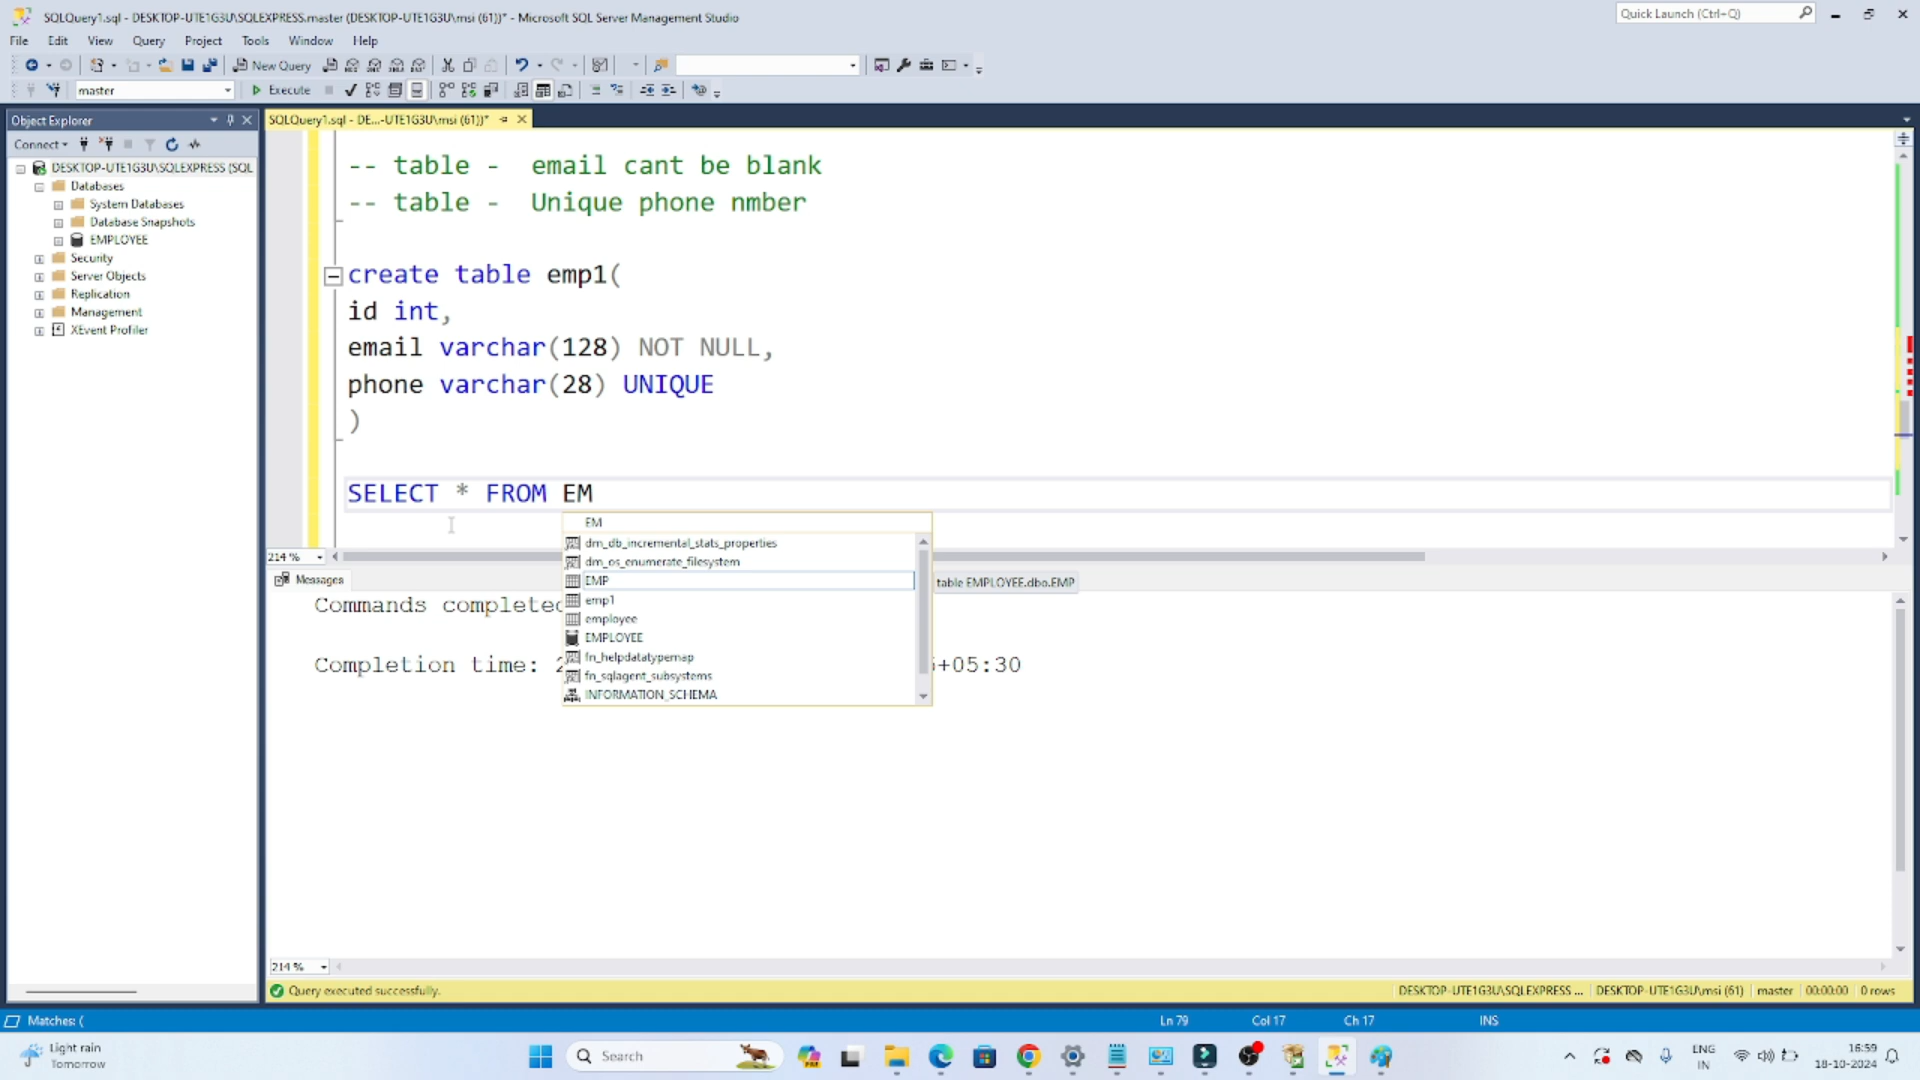 SQLQuery1.sql - DESKTOP-UTE1G3U\SQLEXPRESS.master (DESKTOP-UTE1G3U\msi (61))* - Microsoft SQL Server Management Studio
Quick Launch (Ctrl+Q)
File Edit View Query Project Tools Window Help
New Query
master Execute
Object Explorer
SQLQuery1.sql - DE...-UTE1G3U\msi (61))*
Connect
DESKTOP-UTE1G3U\SQLEXPRESS (SQL
Databases
System Databases
Database Snapshots
EMPLOYEE
Security
Server Objects
Replication
Management
XEvent Profiler
-- table - email cant be blank
-- table - Unique phone nmber
create table emp1(
id int,
email varchar(128) NOT NULL,
phone varchar(28) UNIQUE
)
SELECT * FROM EM
EM
dm_db_incremental_stats_properties
dm_os_enumerate_filesystem
EMP
emp1
employee
EMPLOYEE
fn_helpdatatypemap
fn_sqlagent_subsystems
INFORMATION_SCHEMA
table EMPLOYEE.dbo.EMP
214 %
Messages
Commands completed
Completion time: 2
+05:30
214 %
Query executed successfully.
DESKTOP-UTE1G3U\SQLEXPRESS ... DESKTOP-UTE1G3U\msi (61) master 00:00:00 0 rows
Matches: (
Ln 79 Col 17 Ch 17 INS
Light rain
Tomorrow
Search
ENG
IN
16:59
18-10-2024